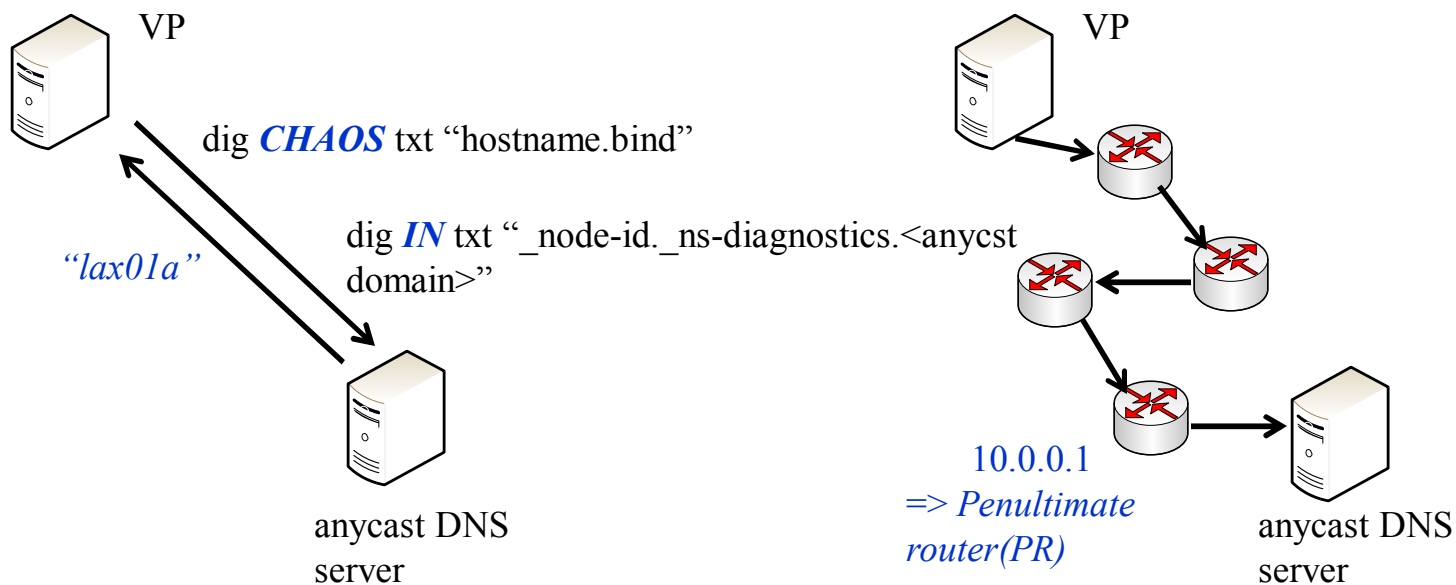 VP
dig CHAOS txt “hostname.bind”
dig IN txt “_node-id._ns-diagnostics.<anycst
domain>”
“lax01a”
anycast DNS
server
VP
10.0.0.1
=> Penultimate
router(PR)
anycast DNS
server